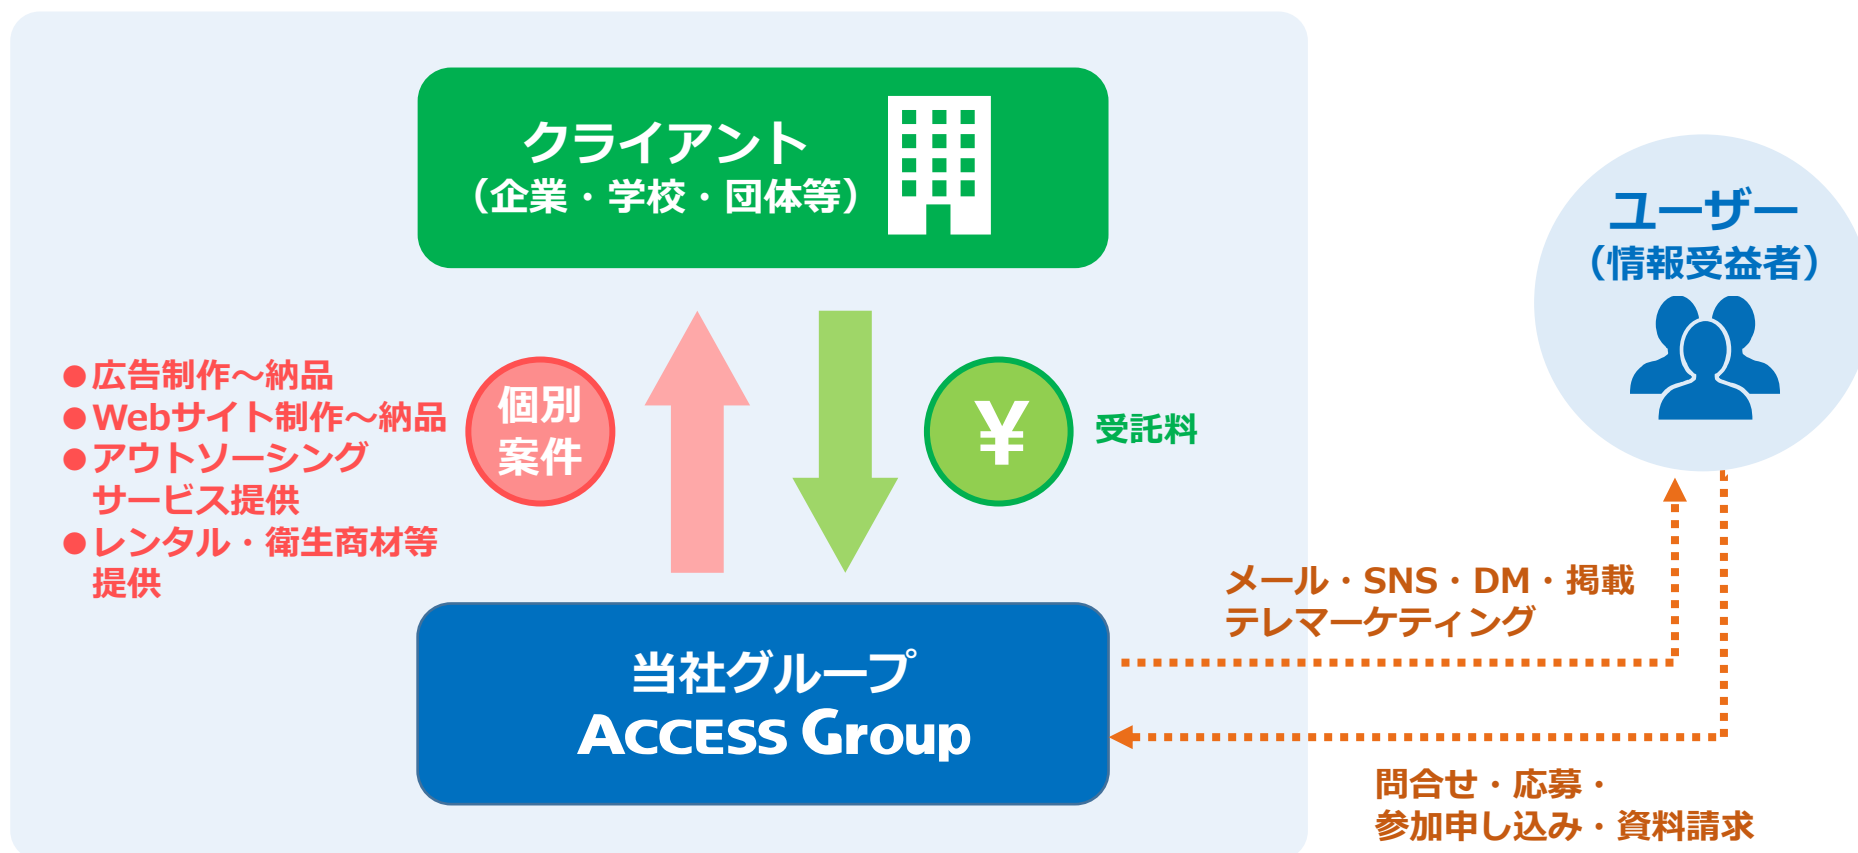 クライアント
（企業・学校・団体等）
ユーザー
（情報受益者）
●広告制作～納品
●Webサイト制作～納品
●アウトソーシング
サービス提供
●レンタル・衛生商材等
提供
個別
案件
¥
受託料
メール・SNS・DM・掲載
テレマーケティング
当社グループ
ACCESS Group
問合せ・応募・
参加申し込み・資料請求